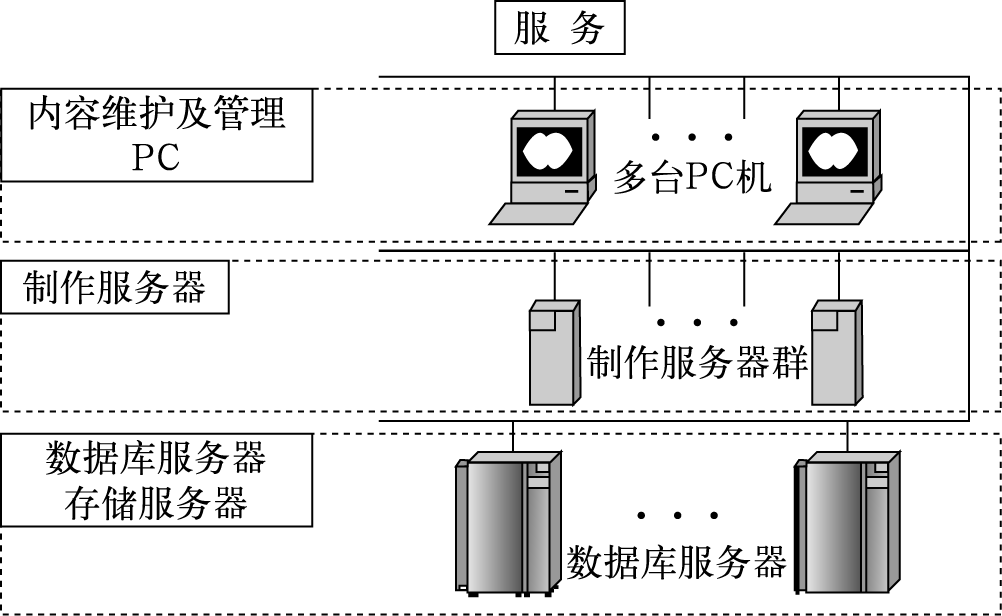 服 务
内容维护及管理
PC
多台PC机
制作服务器
制作服务器群
数据库服务器
存储服务器
数据库服务器